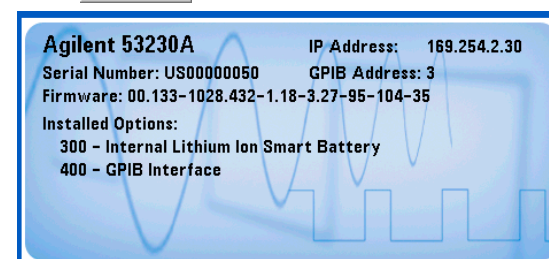 Agilent 53230A IP Address: 169.254.2.30
Serial Number: US00000050 GPIB Address: 3
Firmware: 00.133-1028.432-1.18-3.27-95-104-35
Installed Options:
300 - Internal Lithium Ion Smart Battery
400 - GPIB Interface